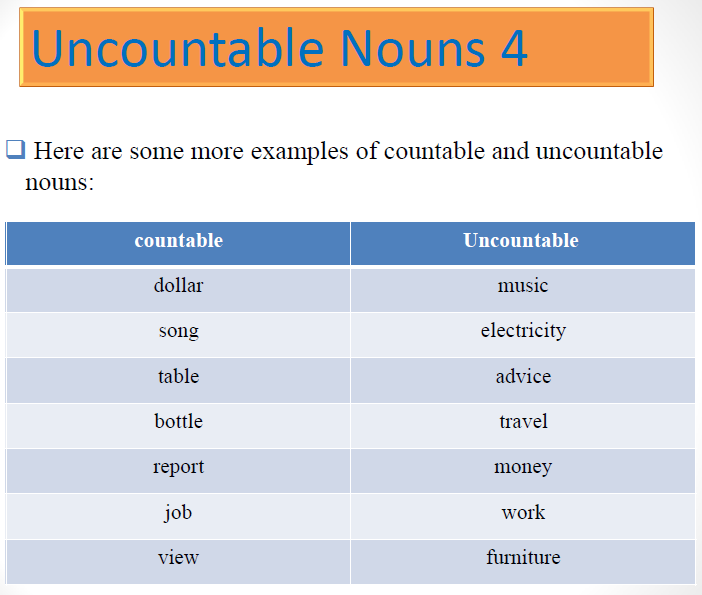 Uncountable Nouns 4
Here are some more examples of countable and uncountable
nouns:
countable Uncountable
dollar music
song electricity
table advice
bottle travel
report money
job work
view furniture